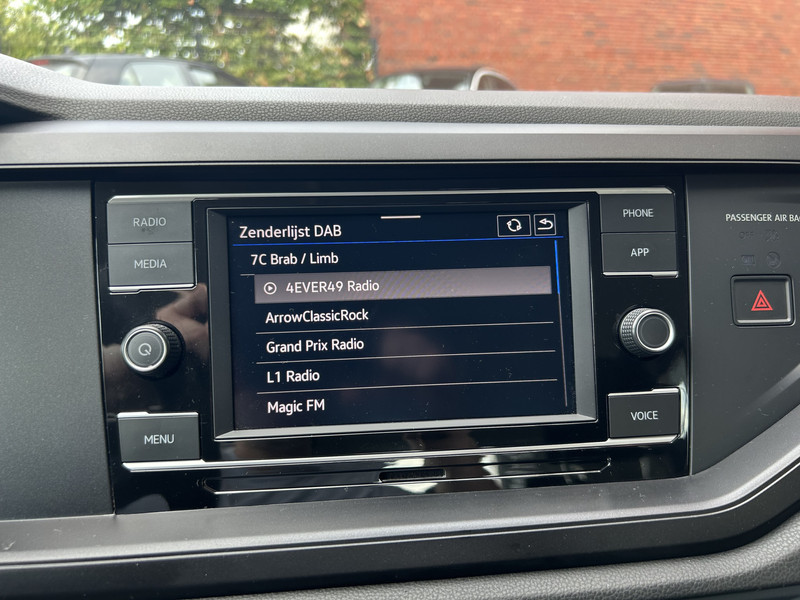 RADIO
MEDIA
MENU
Zenderlijst DAB
7C Brab / Limb
4EVER49 Radio
ArrowClassicRock
Grand Prix Radio
L1 Radio
Magic FM
PHONE
APP
VOICE
PASSENGER AIR BA